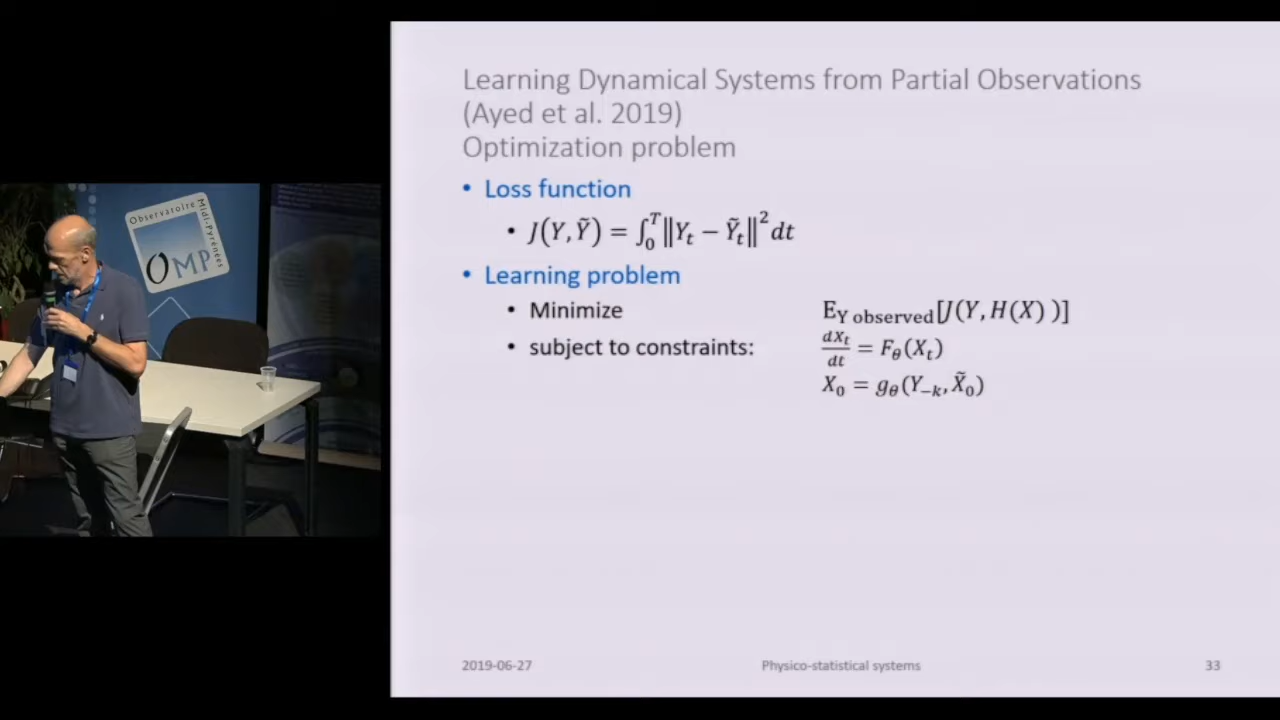 Learning Dynamical Systems from Partial Observations
(Ayed et al. 2019)
Optimization problem
• Loss function
• J(Y, Ỹ) = ∫₀ᵀ‖Yₜ − Ỹₜ‖² dt
• Learning problem
• Minimize E_{Y observed}[J(Y, H(X) )]
• subject to constraints: dXₜ/dt = F_θ(Xₜ)
X₀ = g_θ(Y₋ₖ, X̃₀)
2019-06-27 Physico-statistical systems 33
Observatoire
Midi-Pyrénées
OMP